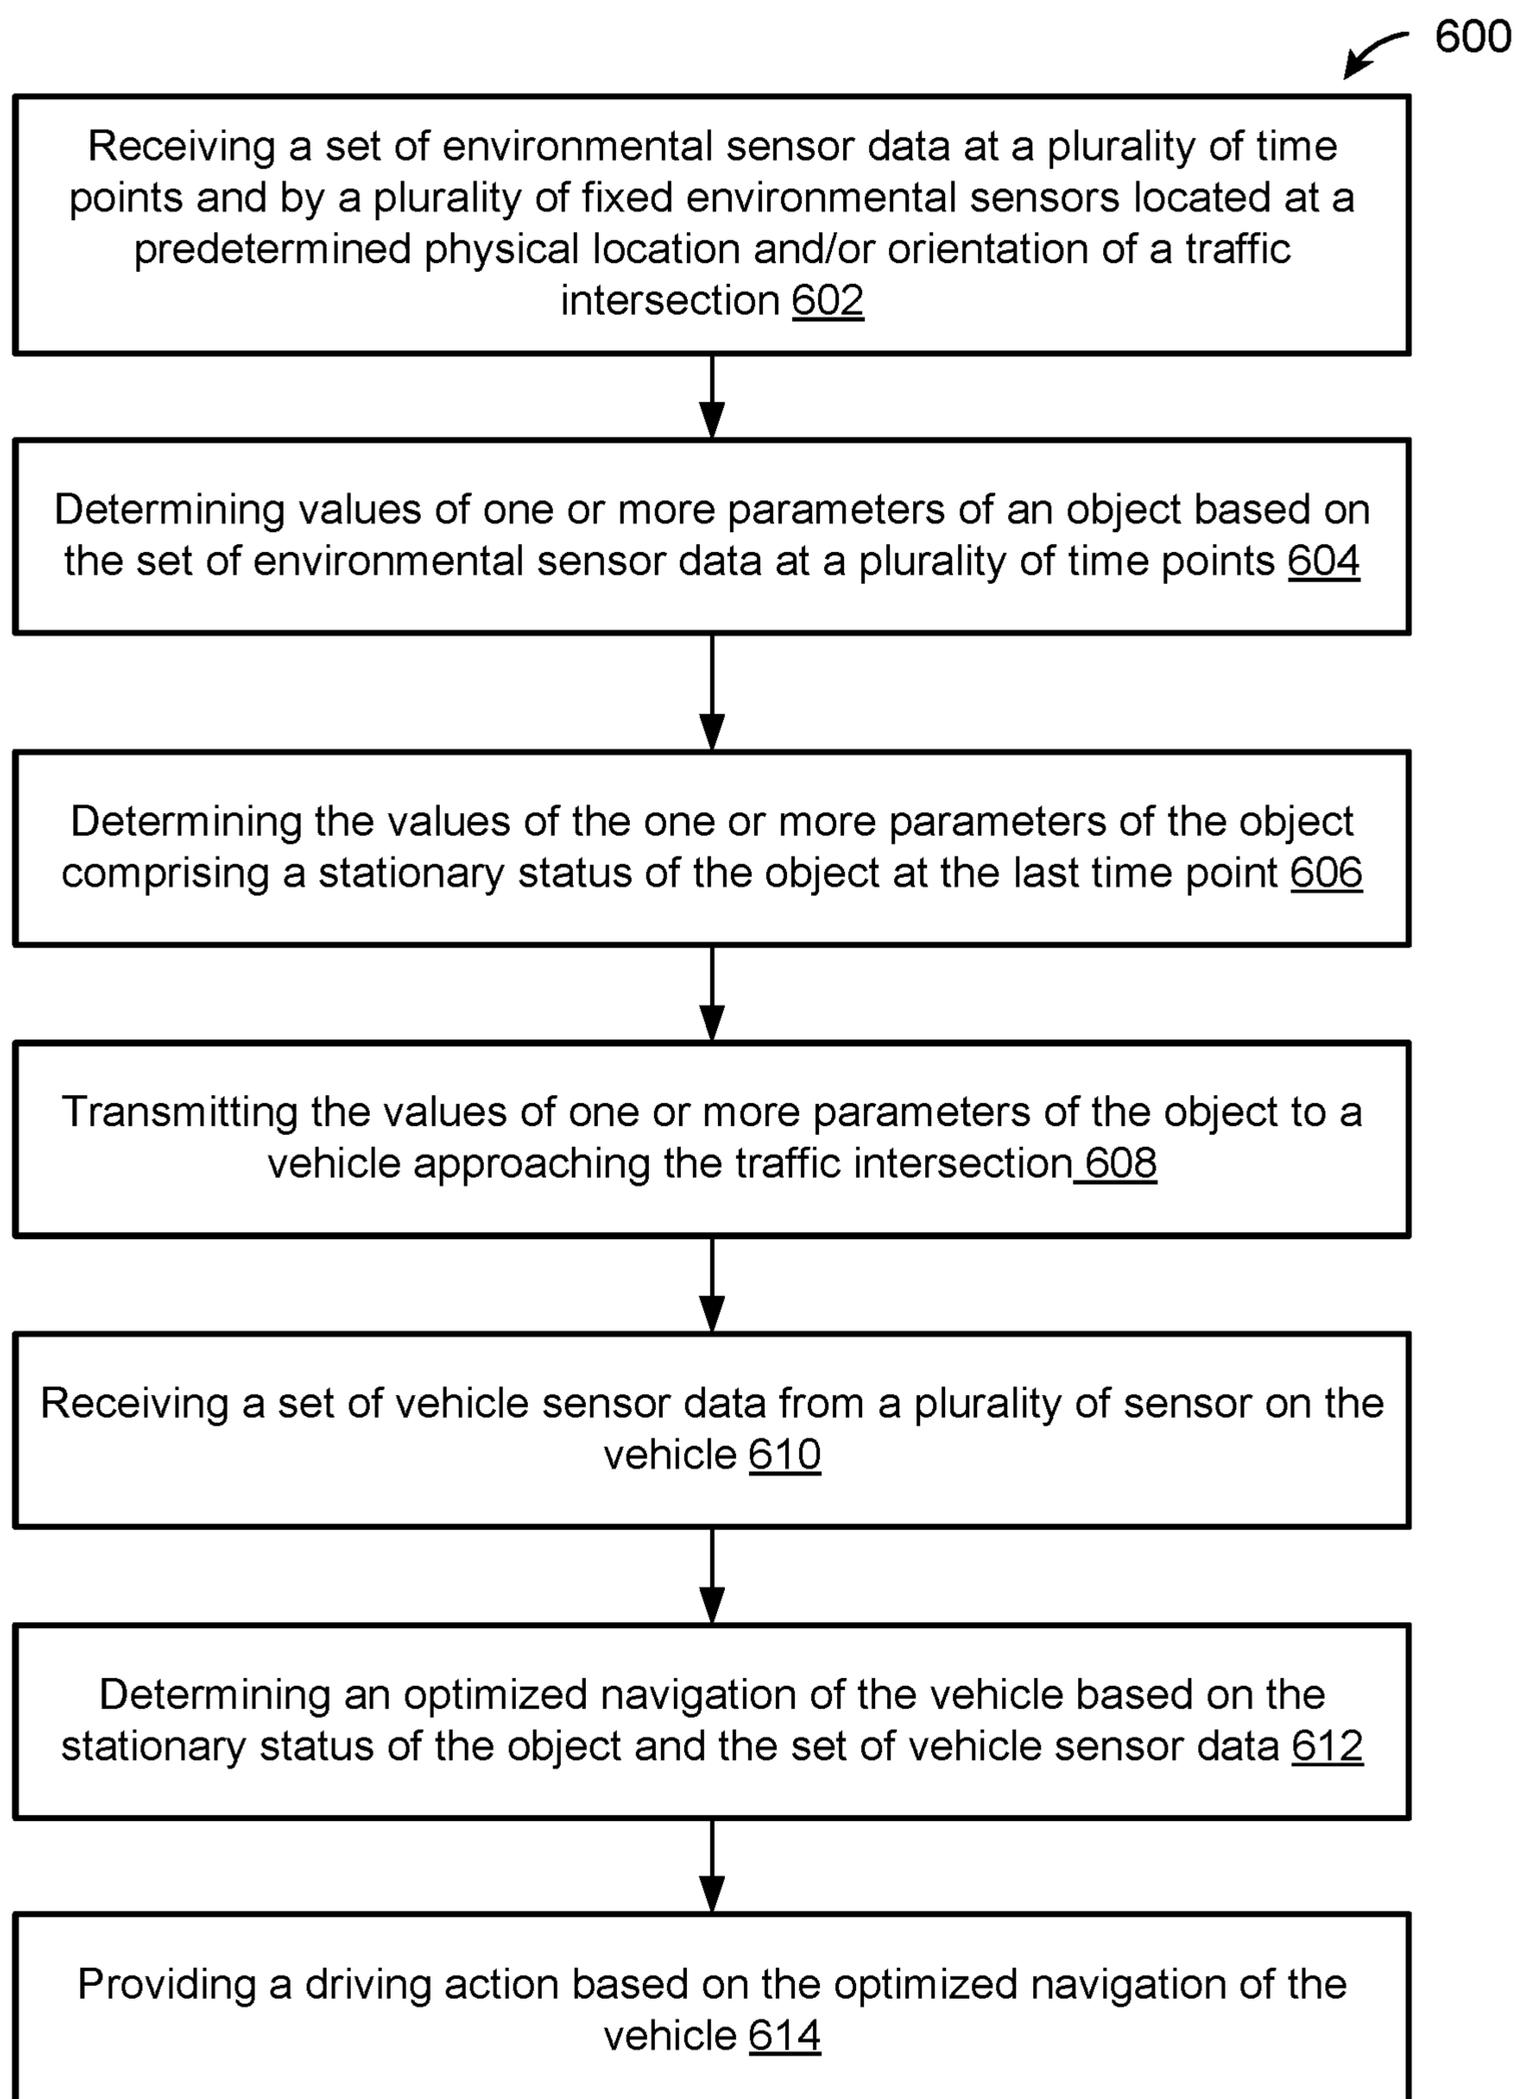 600
Receiving a set of environmental sensor data at a plurality of time
points and by a plurality of fixed environmental sensors located at a
predetermined physical location and/or orientation of a traffic
intersection 602
Determining values of one or more parameters of an object based on
the set of environmental sensor data at a plurality of time points 604
Determining the values of the one or more parameters of the object
comprising a stationary status of the object at the last time point 606
Transmitting the values of one or more parameters of the object to a
vehicle approaching the traffic intersection 608
Receiving a set of vehicle sensor data from a plurality of sensor on the
vehicle 610
Determining an optimized navigation of the vehicle based on the
stationary status of the object and the set of vehicle sensor data 612
Providing a driving action based on the optimized navigation of the
vehicle 614